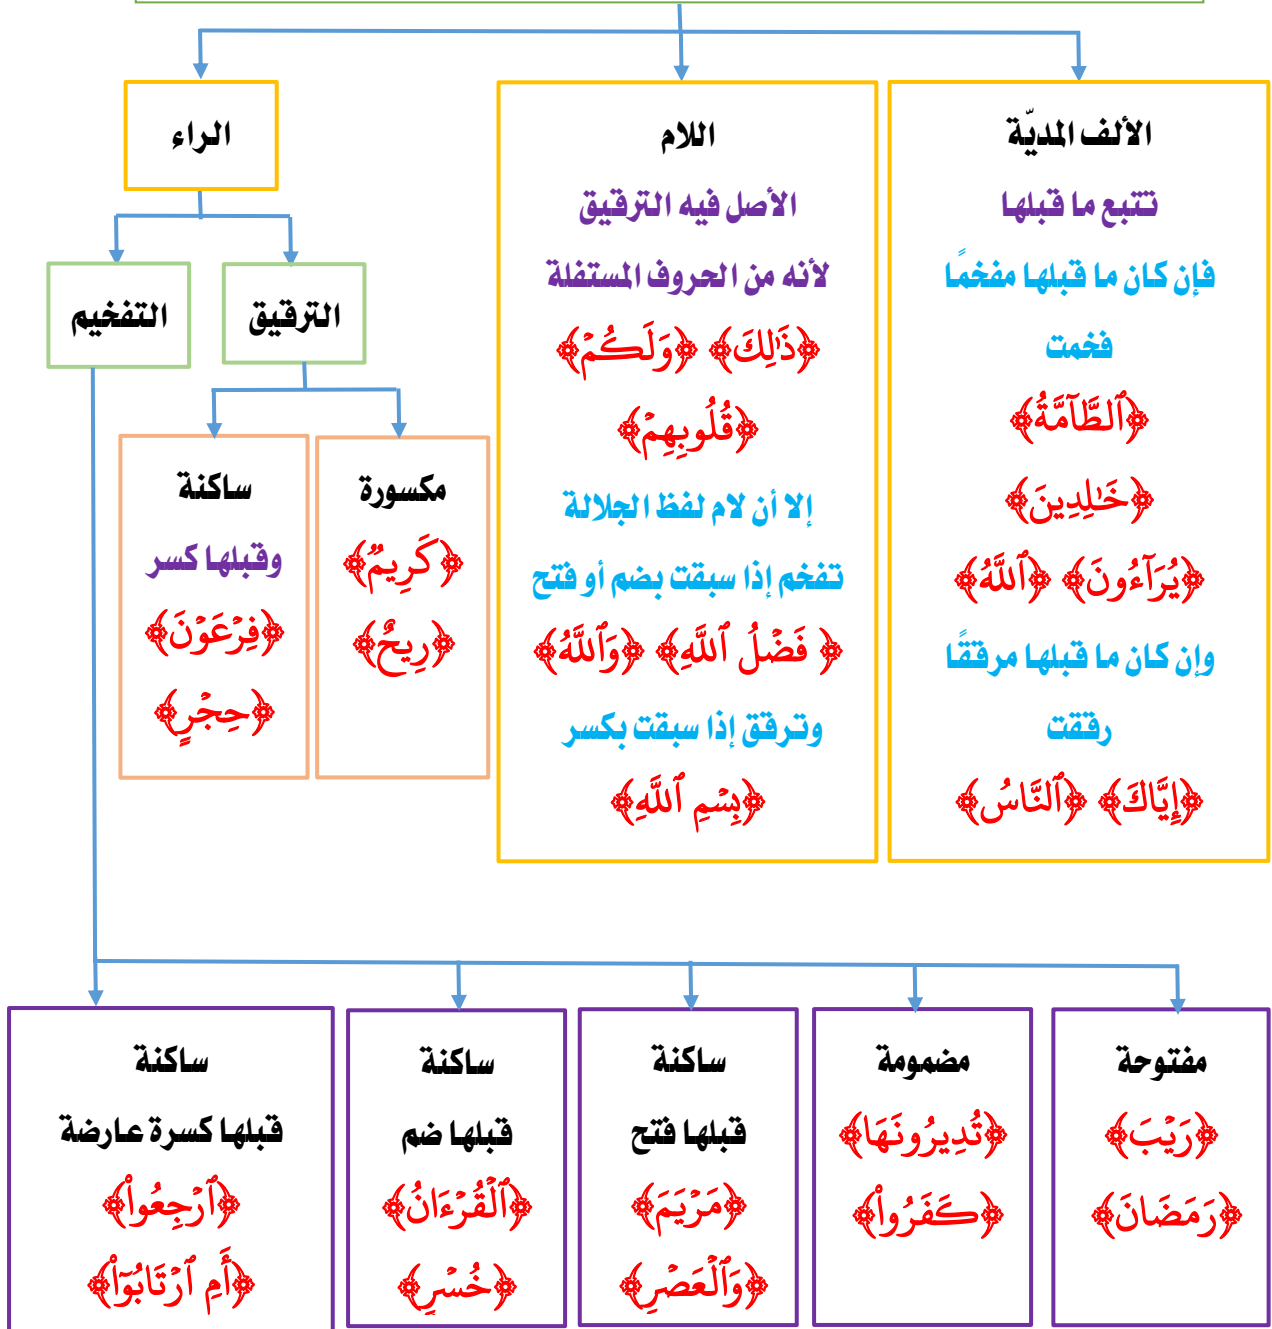 الألف المديّة
تتبع ما قبلها
فإن كان ما قبلها مفخمًا
فخمت
﴿ٱلطَّآمَّةُ﴾
﴿خَٰلِدِينَ﴾
﴿يُرَآءُونَ﴾ ﴿ٱللَّهُ﴾
وإن كان ما قبلها مرققًا
رققت
﴿إِيَّاكَ﴾ ﴿ٱلنَّاسُ﴾
اللام
الأصل فيه الترقيق
لأنه من الحروف المستفلة
﴿ذَٰلِكَ﴾ ﴿وَلَكُمۡ﴾
﴿قُلُوبِهِمۡ﴾
إلا أن لام لفظ الجلالة
تفخم إذا سبقت بضم أو فتح
﴿ فَضۡلُ ٱللَّهِ﴾ ﴿وَٱللَّهُ﴾
وترقق إذا سبقت بكسر
﴿بِسۡمِ ٱللَّهِ﴾
الراء
الترقيق
التفخيم
مكسورة
﴿كَرِيمٞ﴾
﴿رِيحٞ﴾
ساكنة
وقبلها كسر
﴿فِرۡعَوۡنَ﴾
﴿حِجۡرٖ﴾
مفتوحة
﴿رَيۡبَ﴾
﴿رَمَضَانَ﴾
مضمومة
﴿تُدِيرُونَهَا﴾
﴿كَفَرُواْ﴾
ساكنة
قبلها فتح
﴿مَرۡيَمَ﴾
﴿وَٱلۡعَصۡرِ﴾
ساكنة
قبلها ضم
﴿ٱلۡقُرۡءَانُ﴾
﴿خُسۡرٍ﴾
ساكنة
قبلها كسرة عارضة
﴿ٱرۡجِعُواْ﴾
﴿أَمِ ٱرۡتَابُوٓاْ﴾